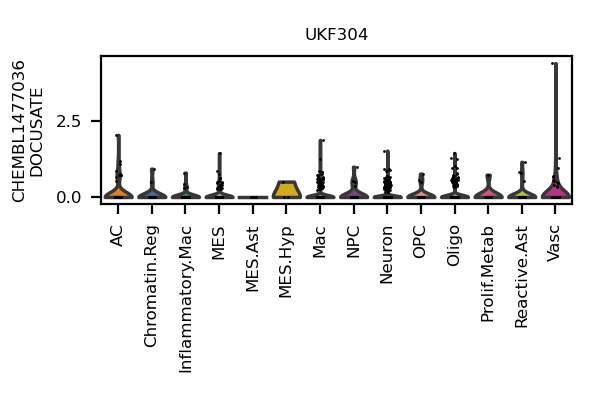 UKF304
CHEMBL1477036
DOCUSATE
2.5
0.0
AC
Chromatin.Reg
Inflammatory.Mac
MES
MES.Ast
MES.Hyp
Mac
NPC
Neuron
OPC
Oligo
Prolif.Metab
Reactive.Ast
Vasc